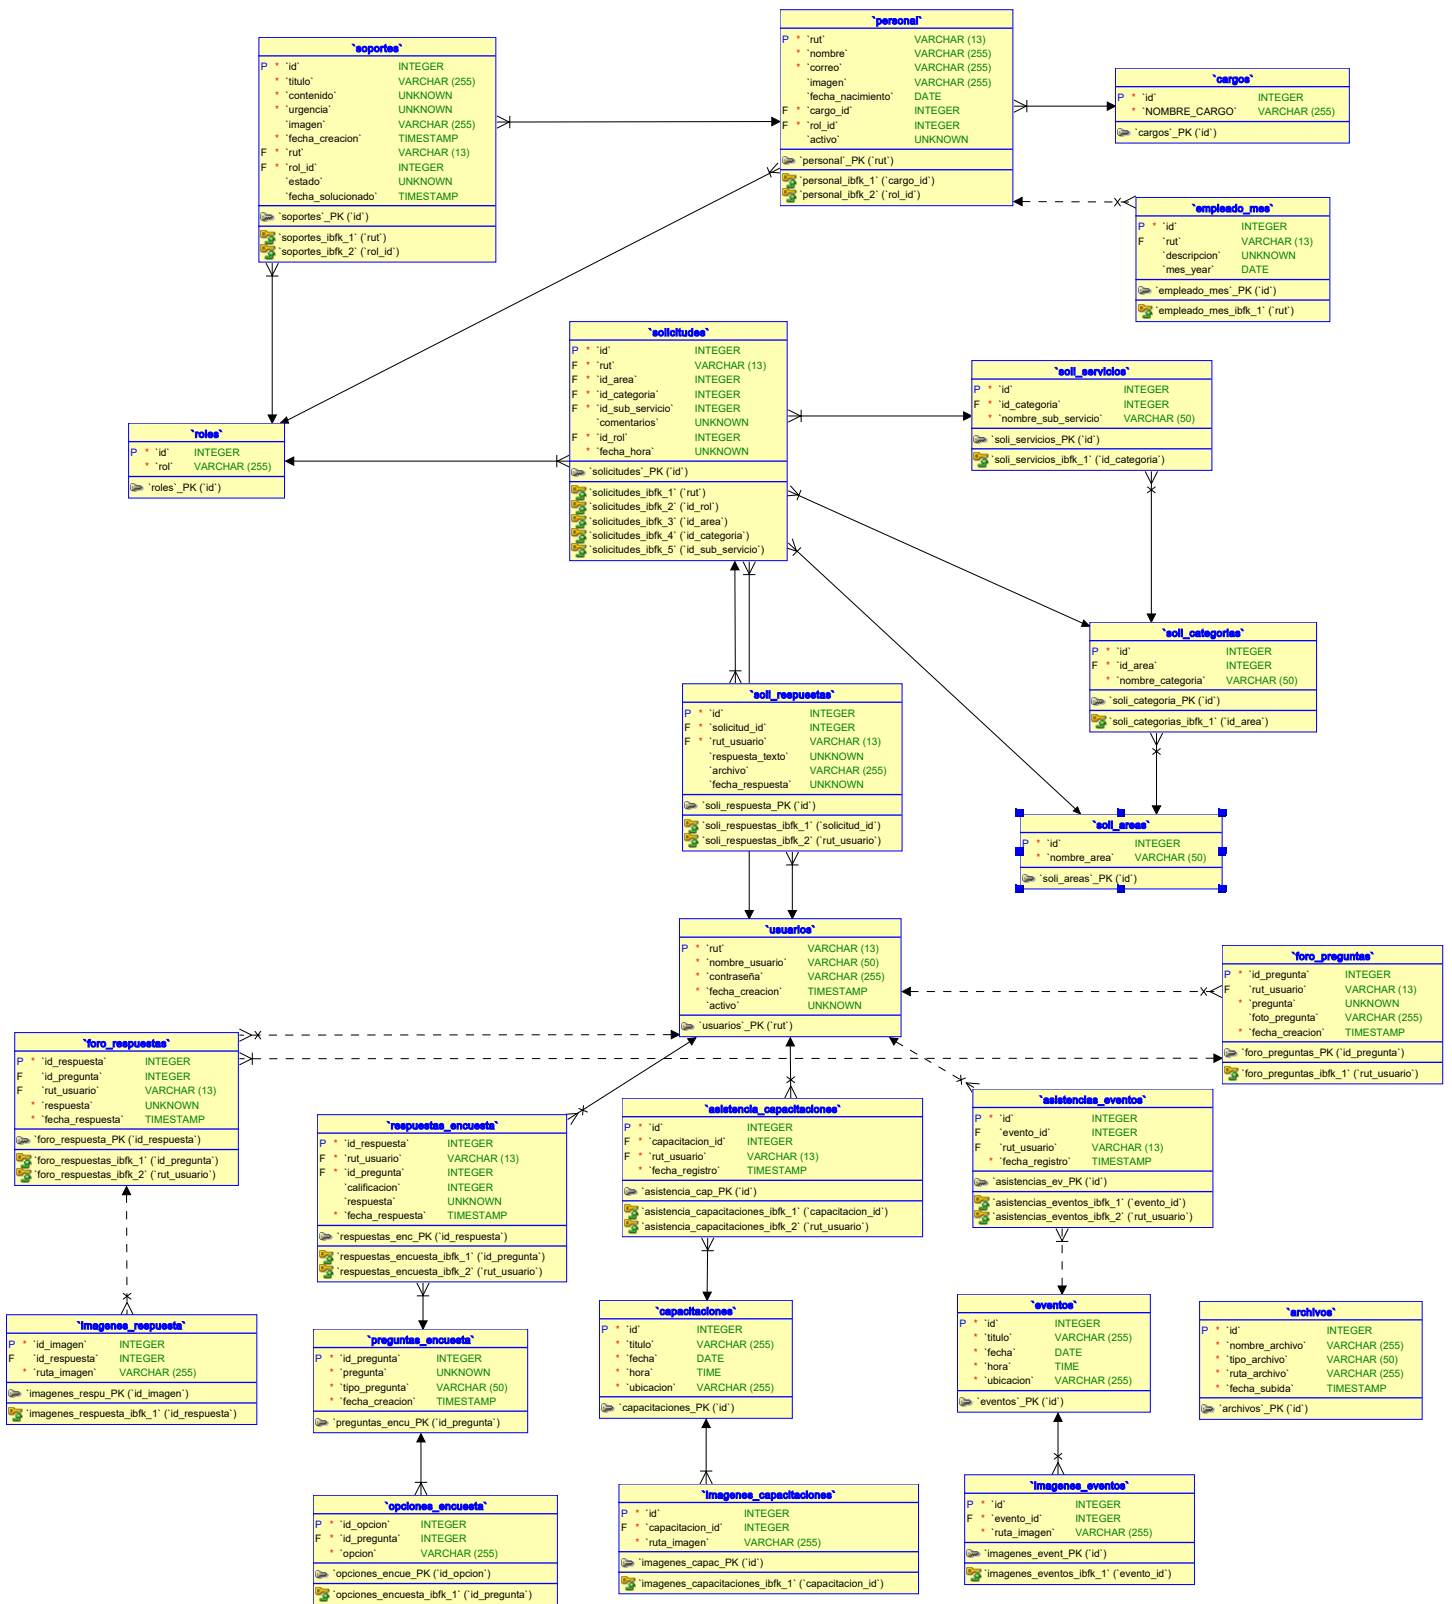 `soportes`
P * `id` INTEGER
* `titulo` VARCHAR (255)
* `contenido` UNKNOWN
* `urgencia` UNKNOWN
`imagen` VARCHAR (255)
* `fecha_creacion` TIMESTAMP
F * `rut` VARCHAR (13)
F * `rol_id` INTEGER
`estado` UNKNOWN
`fecha_solucionado` TIMESTAMP
`soportes`_PK (`id`)
`soportes_ibfk_1` (`rut`)
`soportes_ibfk_2` (`rol_id`)
`personal`
P * `rut` VARCHAR (13)
* `nombre` VARCHAR (255)
* `correo` VARCHAR (255)
`imagen` VARCHAR (255)
`fecha_nacimiento` DATE
F * `cargo_id` INTEGER
F * `rol_id` INTEGER
`activo` UNKNOWN
`personal`_PK (`rut`)
`personal_ibfk_1` (`cargo_id`)
`personal_ibfk_2` (`rol_id`)
`cargos`
P * `id` INTEGER
* `NOMBRE_CARGO` VARCHAR (255)
`cargos`_PK (`id`)
`empleado_mes`
P * `id` INTEGER
F `rut` VARCHAR (13)
`descripcion` UNKNOWN
`mes_year` DATE
`empleado_mes`_PK (`id`)
`empleado_mes_ibfk_1` (`rut`)
`solicitudes`
P * `id` INTEGER
F * `rut` VARCHAR (13)
F * `id_area` INTEGER
F * `id_categoria` INTEGER
F * `id_sub_servicio` INTEGER
`comentarios` UNKNOWN
F * `id_rol` INTEGER
* `fecha_hora` UNKNOWN
`solicitudes`_PK (`id`)
`solicitudes_ibfk_1` (`rut`)
`solicitudes_ibfk_2` (`id_rol`)
`solicitudes_ibfk_3` (`id_area`)
`solicitudes_ibfk_4` (`id_categoria`)
`solicitudes_ibfk_5` (`id_sub_servicio`)
`soli_servicios`
P * `id` INTEGER
F * `id_categoria` INTEGER
* `nombre_sub_servicio` VARCHAR (50)
`soli_servicios_PK (`id`)
`soli_servicios_ibfk_1` (`id_categoria`)
`roles`
P * `id` INTEGER
* `rol` VARCHAR (255)
`roles`_PK (`id`)
`soli_categorias`
P * `id` INTEGER
F * `id_area` INTEGER
* `nombre_categoria` VARCHAR (50)
`soli_categoria_PK (`id`)
`soli_categorias_ibfk_1` (`id_area`)
`soli_respuestas`
P * `id` INTEGER
F * `solicitud_id` INTEGER
F * `rut_usuario` VARCHAR (13)
`respuesta_texto` UNKNOWN
`archivo` VARCHAR (255)
`fecha_respuesta` UNKNOWN
`soli_respuesta_PK (`id`)
`soli_respuestas_ibfk_1` (`solicitud_id`)
`soli_respuestas_ibfk_2` (`rut_usuario`)
`soli_areas`
P * `id` INTEGER
* `nombre_area` VARCHAR (50)
`soli_areas`_PK (`id`)
`usuarios`
P * `rut` VARCHAR (13)
* `nombre_usuario` VARCHAR (50)
* `contraseña` VARCHAR (255)
* `fecha_creacion` TIMESTAMP
`activo` UNKNOWN
`usuarios`_PK (`rut`)
`foro_preguntas`
P * `id_pregunta` INTEGER
F `rut_usuario` VARCHAR (13)
* `pregunta` UNKNOWN
`foto_pregunta` VARCHAR (255)
* `fecha_creacion` TIMESTAMP
`foro_preguntas_PK (`id_pregunta`)
`foro_preguntas_ibfk_1` (`rut_usuario`)
`foro_respuestas`
P * `id_respuesta` INTEGER
F `id_pregunta` INTEGER
F `rut_usuario` VARCHAR (13)
* `respuesta` UNKNOWN
* `fecha_respuesta` TIMESTAMP
`foro_respuesta_PK (`id_respuesta`)
`foro_respuestas_ibfk_1` (`id_pregunta`)
`foro_respuestas_ibfk_2` (`rut_usuario`)
`respuestas_encuesta`
P * `id_respuesta` INTEGER
F * `rut_usuario` VARCHAR (13)
F * `id_pregunta` INTEGER
`calificacion` INTEGER
`respuesta` UNKNOWN
* `fecha_respuesta` TIMESTAMP
`respuestas_enc_PK (`id_respuesta`)
`respuestas_encuesta_ibfk_1` (`id_pregunta`)
`respuestas_encuesta_ibfk_2` (`rut_usuario`)
`asistencia_capacitaciones`
P * `id` INTEGER
F * `capacitacion_id` INTEGER
F * `rut_usuario` VARCHAR (13)
* `fecha_registro` TIMESTAMP
`asistencia_cap_PK (`id`)
`asistencia_capacitaciones_ibfk_1` (`capacitacion_id`)
`asistencia_capacitaciones_ibfk_2` (`rut_usuario`)
`asistencias_eventos`
P * `id` INTEGER
F `evento_id` INTEGER
F `rut_usuario` VARCHAR (13)
* `fecha_registro` TIMESTAMP
`asistencias_ev_PK (`id`)
`asistencias_eventos_ibfk_1` (`evento_id`)
`asistencias_eventos_ibfk_2` (`rut_usuario`)
`imagenes_respuesta`
P * `id_imagen` INTEGER
F `id_respuesta` INTEGER
* `ruta_imagen` VARCHAR (255)
`imagenes_respu_PK (`id_imagen`)
`imagenes_respuesta_ibfk_1` (`id_respuesta`)
`preguntas_encuesta`
P * `id_pregunta` INTEGER
* `pregunta` UNKNOWN
* `tipo_pregunta` VARCHAR (50)
* `fecha_creacion` TIMESTAMP
`preguntas_encu_PK (`id_pregunta`)
`capacitaciones`
P * `id` INTEGER
* `titulo` VARCHAR (255)
* `fecha` DATE
* `hora` TIME
* `ubicacion` VARCHAR (255)
`capacitaciones_PK (`id`)
`eventos`
P * `id` INTEGER
* `titulo` VARCHAR (255)
* `fecha` DATE
* `hora` TIME
* `ubicacion` VARCHAR (255)
`eventos`_PK (`id`)
`archivos`
P * `id` INTEGER
* `nombre_archivo` VARCHAR (255)
* `tipo_archivo` VARCHAR (50)
* `ruta_archivo` VARCHAR (255)
* `fecha_subida` TIMESTAMP
`archivos`_PK (`id`)
`opciones_encuesta`
P * `id_opcion` INTEGER
F * `id_pregunta` INTEGER
* `opcion` VARCHAR (255)
`opciones_encue_PK (`id_opcion`)
`opciones_encuesta_ibfk_1` (`id_pregunta`)
`imagenes_capacitaciones`
P * `id` INTEGER
F * `capacitacion_id` INTEGER
* `ruta_imagen` VARCHAR (255)
`imagenes_capac_PK (`id`)
`imagenes_capacitaciones_ibfk_1` (`capacitacion_id`)
`imagenes_eventos`
P * `id` INTEGER
F * `evento_id` INTEGER
* `ruta_imagen` VARCHAR (255)
`imagenes_event_PK (`id`)
`imagenes_eventos_ibfk_1` (`evento_id`)